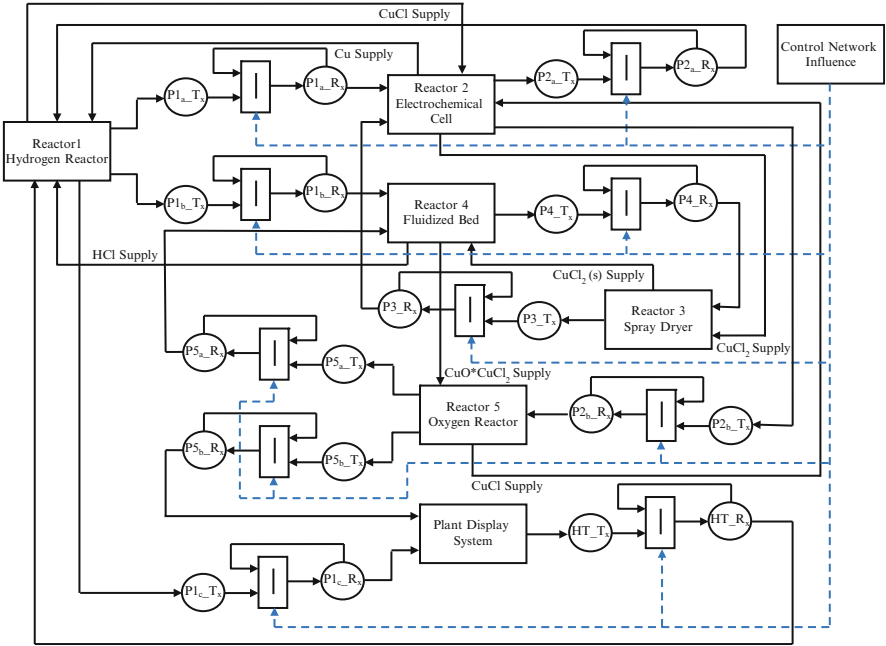 CuCl Supply
Cu Supply
Control Network
Influence
P1a_Tx
P1a_Rx
Reactor 2
Electrochemical
Cell
P2a_Tx
P2a_Rx
Reactor1
Hydrogen Reactor
P1b_Tx
P1b_Rx
Reactor 4
Fluidized Bed
P4_Tx
P4_Rx
HCl Supply
CuCl2 (s) Supply
P3_Rx
P3_Tx
Reactor 3
Spray Dryer
CuCl2 Supply
P5a_Rx
P5a_Tx
CuO*CuCl2 Supply
Reactor 5
Oxygen Reactor
P2b_Rx
P2b_Tx
P5b_Rx
P5b_Tx
CuCl Supply
Plant Display
System
HT_Tx
HT_Rx
P1c_Tx
P1c_Rx